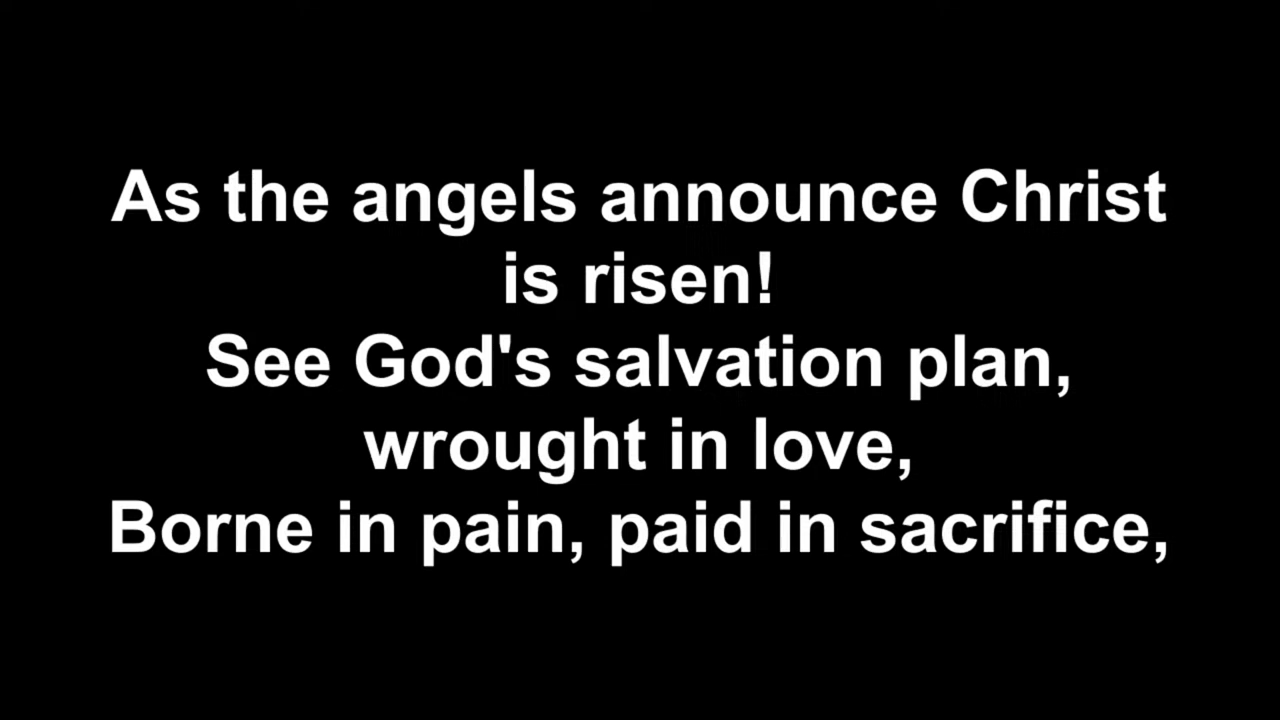 As the angels announce Christ
is risen!
See God's salvation plan,
wrought in love,
Borne in pain, paid in sacrifice,